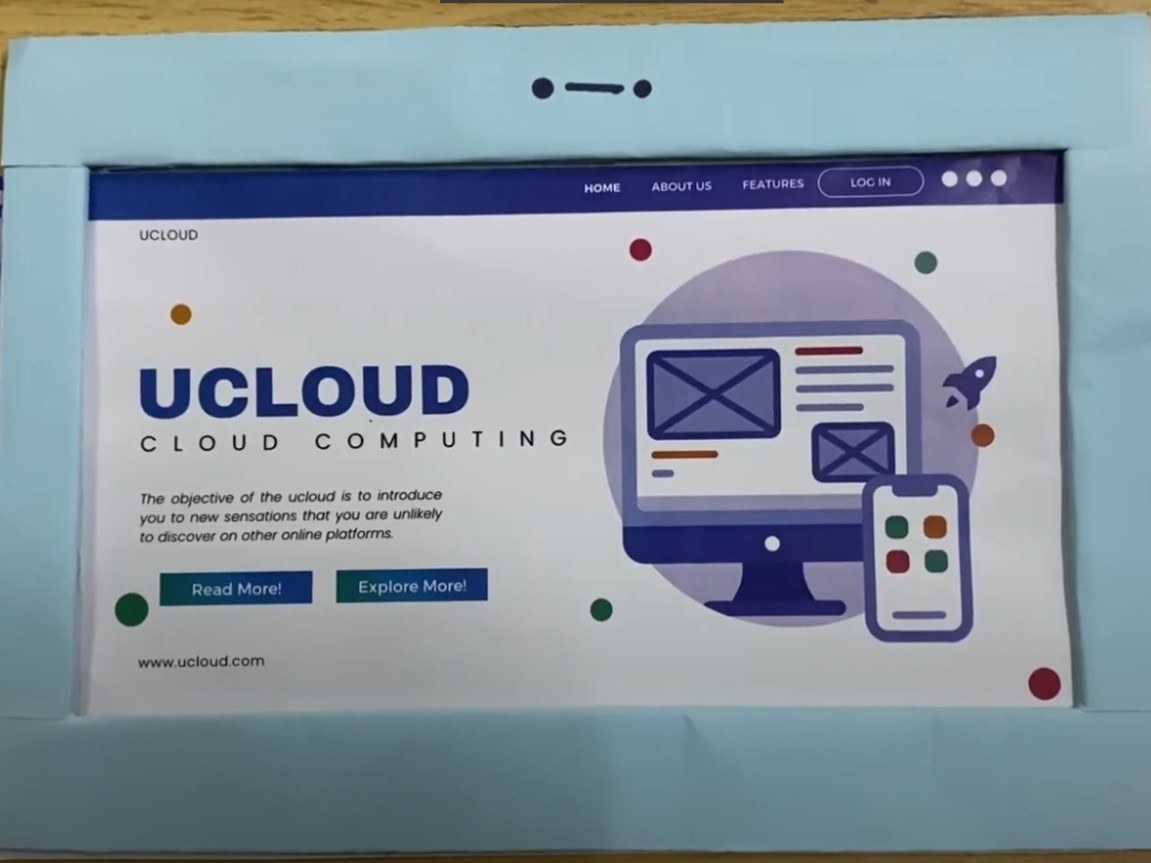 HOME ABOUT US FEATURES LOG IN
UCLOUD
UCLOUD
CLOUD COMPUTING
The objective of the ucloud is to introduce
you to new sensations that you are unlikely
to discover on other online platforms.
Read More! Explore More!
www.ucloud.com